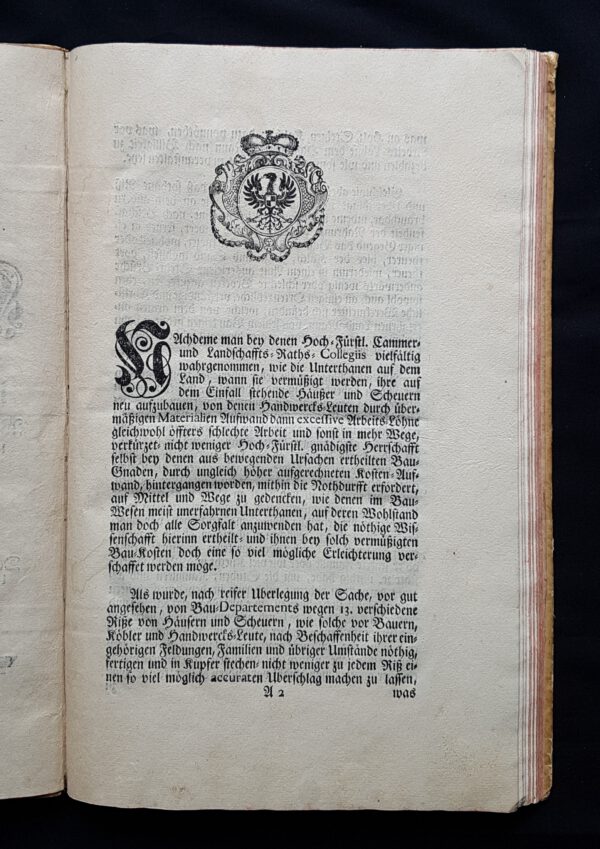 NAchdeme man bey denen Hoch-Fürstl. Cammer-
und Landschaffts-Raths-Collegiis vielfältig
wahrgenommen, wie die Unterthanen auf dem
Land, wann sie vermüßigt werden, ihre auf
dem Einfall stehende Häußer und Scheuern
neu aufzubauen, von denen Handwercks-Leuten durch über-
mäßigen Materialien Aufwand dann excessive Arbeits-Löhne
gleichwohl öffters schlechte Arbeit und sonst in mehr Wege,
verkürzet- nicht weniger Hoch-Fürstl. gnädigste Herrschafft
selbst bey denen aus bewegenden Ursachen ertheilten Bau-
Gnaden, durch ungleich höher aufgerechneten Kosten-Auf-
wand, hintergangen worden, mithin die Nothdurfft erfordert,
auf Mittel und Wege zu gedencken, wie denen im Bau-
Wesen meist unerfahrnen Unterthanen, auf deren Wohlstand
man doch alle Sorgfalt anzuwenden hat, die nöthige Wis-
senschafft hierinn ertheilt- und ihnen bey solch vermüßigten
Bau-Kosten doch eine so viel mögliche Erleichterung ver-
schaffet werden möge.
Als wurde, nach reifer Uberlegung der Sache, vor gut
angesehen, von Bau-Departements wegen 13. verschiedene
Riße von Häusern und Scheuern, wie solche vor Bauern,
Köbler und Handwercks-Leute, nach Beschaffenheit ihrer ein-
gehörigen Feldungen, Familien und übriger Umstände nöthig,
fertigen und in Kupfer stechen- nicht weniger zu jedem Riß ei-
nen so viel möglich accuraten Uberschlag machen zu lassen,
A 2 was